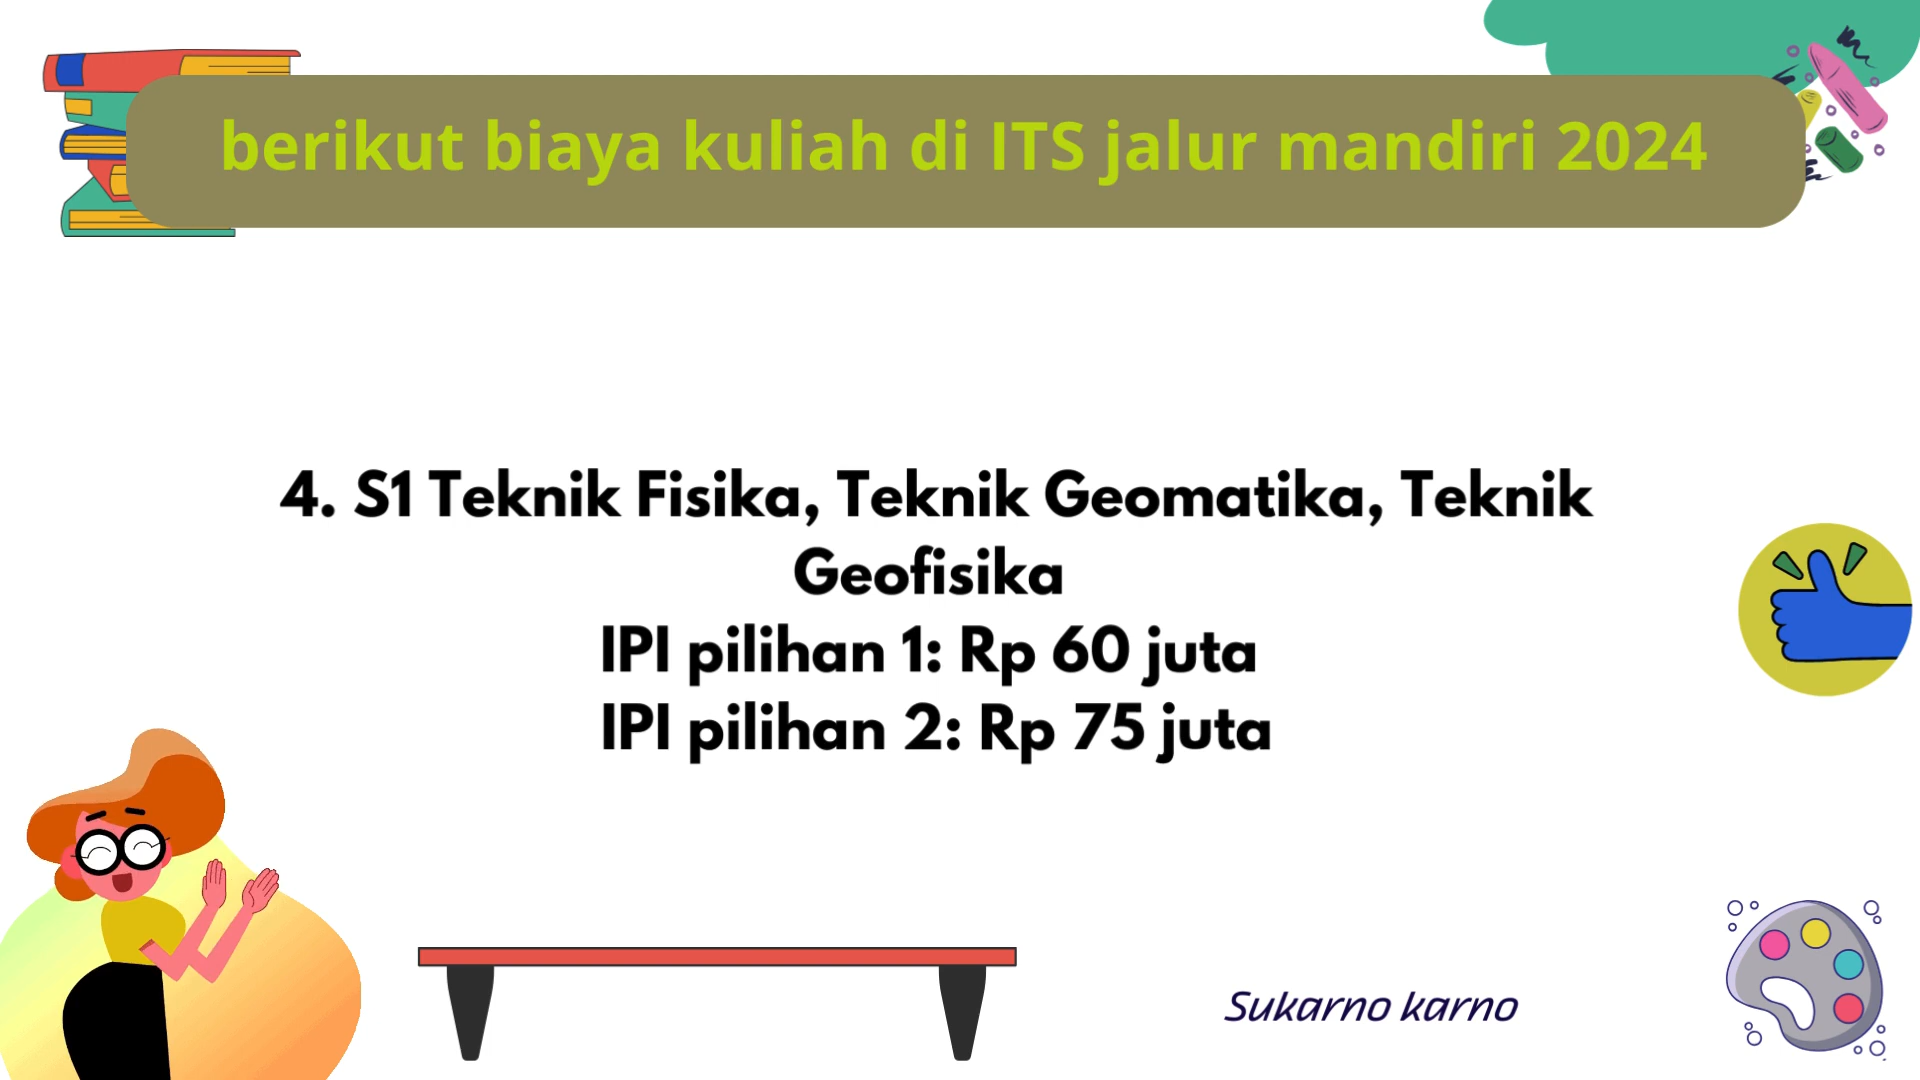 berikut biaya kuliah di ITS jalur mandiri 2024
4. S1 Teknik Fisika, Teknik Geomatika, Teknik
Geofisika
IPI pilihan 1: Rp 60 juta
IPI pilihan 2: Rp 75 juta
Sukarno karno